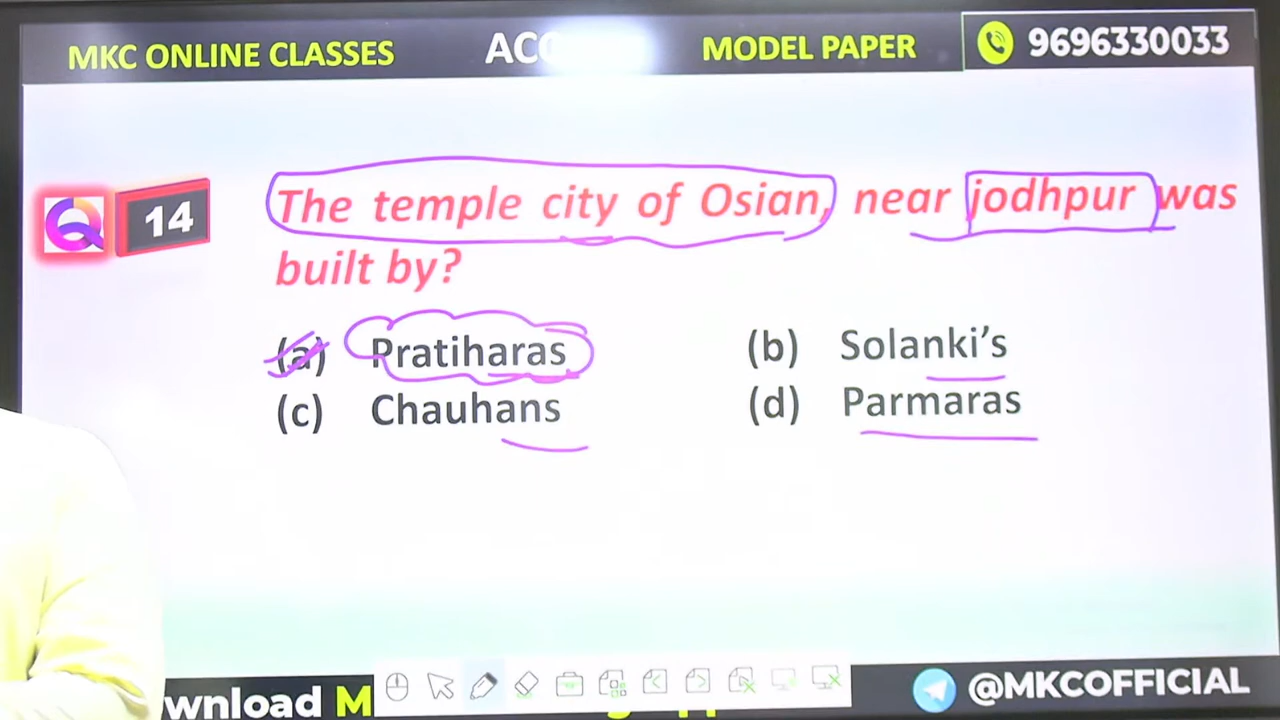 MKC ONLINE CLASSES
MODEL PAPER
9696330033
14
The temple city of Osian, near jodhpur was
built by?
(a) Pratiharas
(b) Solanki's
(c) Chauhans
(d) Parmaras
@MKCOFFICIAL